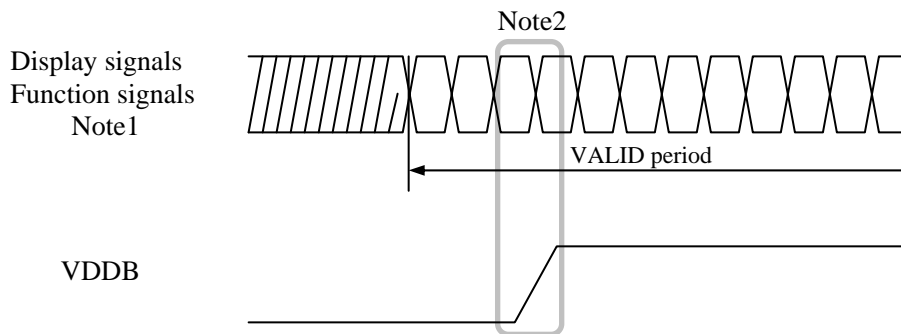 Note2
Display signals
Function signals
Note1
VALID period
VDDB